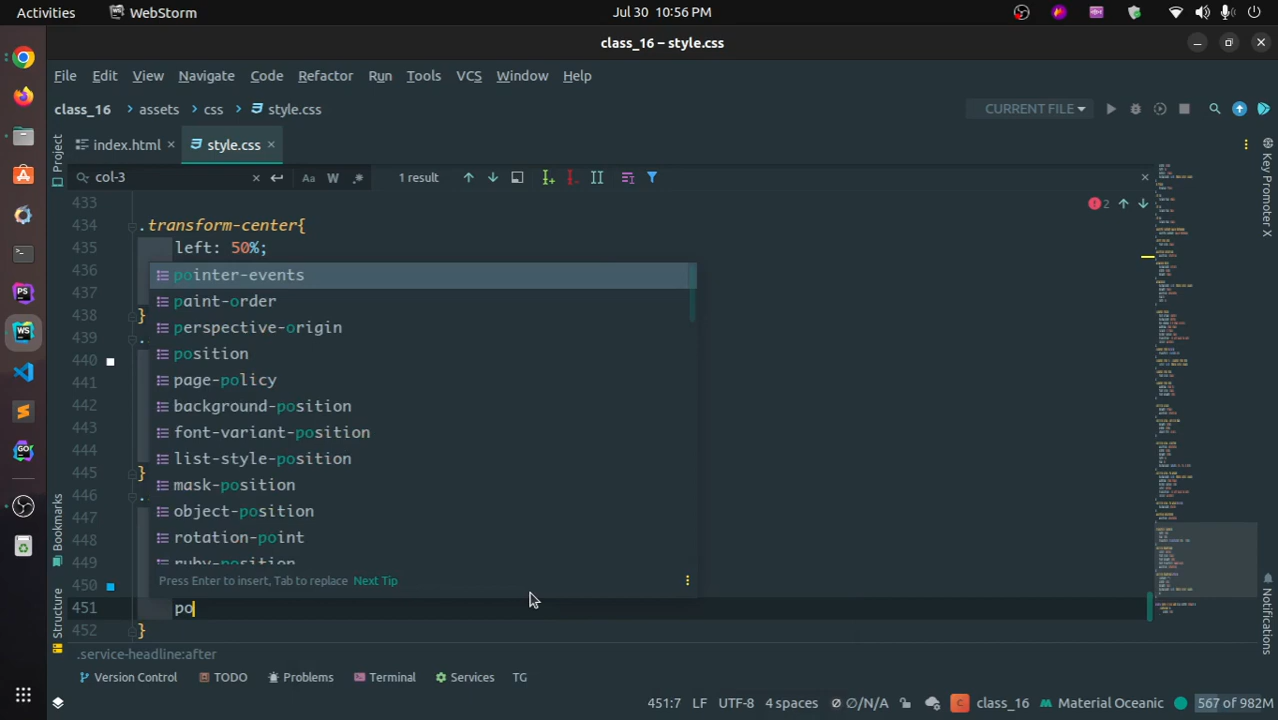 Activities WebStorm Jul 30 10:56 PM
class_16 – style.css
File Edit View Navigate Code Refactor Run Tools VCS Window Help
class_16 › assets › css › style.css CURRENT FILE
Project index.html style.css Key Promoter X
col-3 Aa W .* 1 result
433
434 .transform-center{ 2
435 left: 50%;
436 pointer-events
437 paint-order
438 } perspective-origin
439 .
440 position
441 page-policy
442 background-position
443 font-variant-position
444 list-style-position
445 } mask-position
446 . object-position
447 rotation-point
448
449 ruby-position
450 Press Enter to insert, Tab to replace Next Tip
451 po
452 }
Bookmarks
Structure
Notifications
.service-headline:after
Version Control TODO Problems Terminal Services TG
451:7 LF UTF-8 4 spaces ∅/N/A C class_16 Material Oceanic 567 of 982M